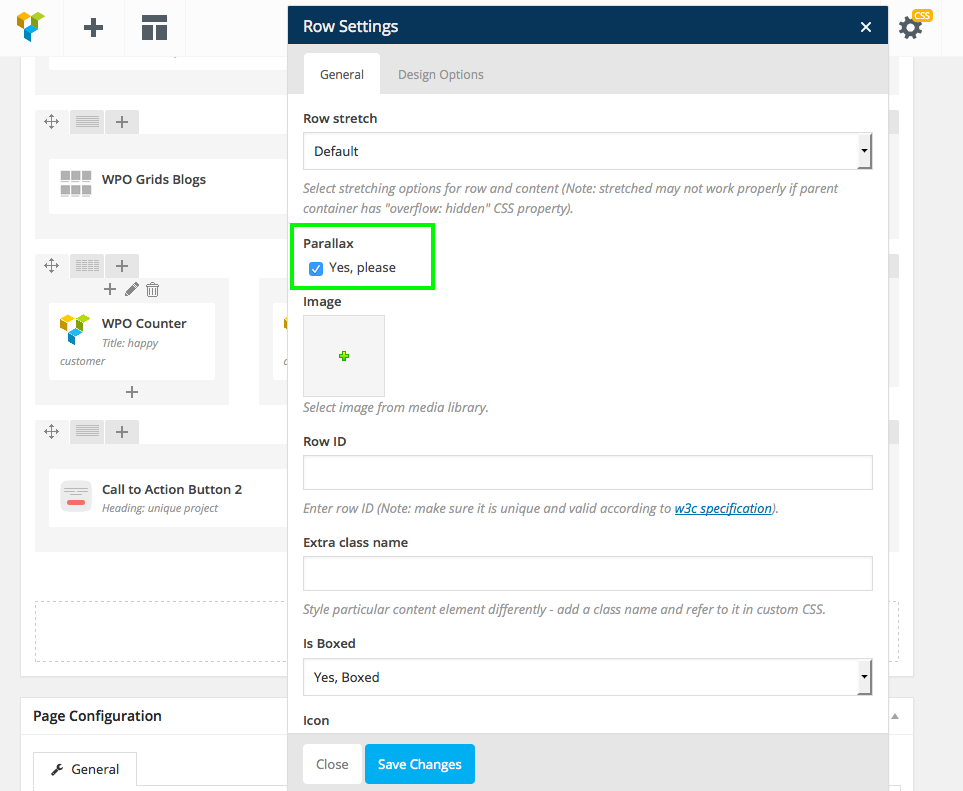 Row Settings
CSS
General
Design Options
Row stretch
Default
Select stretching options for row and content (Note: stretched may not work properly if parent
container has "overflow: hidden" CSS property).
Parallax
Yes, please
Image
Select image from media library.
Row ID
Enter row ID (Note: make sure it is unique and valid according to w3c specification).
Extra class name
Style particular content element differently - add a class name and refer to it in custom CSS.
Is Boxed
Yes, Boxed
Icon
Close
Save Changes
WPO Grids Blogs
WPO Counter
Title: happy
customer
Call to Action Button 2
Heading: unique project
Page Configuration
General